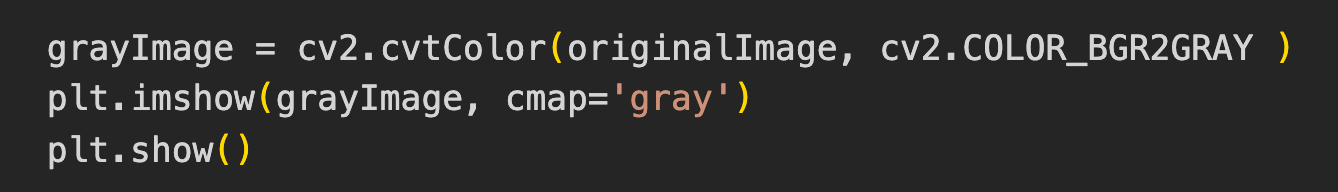 grayImage = cv2.cvtColor(originalImage, cv2.COLOR_BGR2GRAY )
plt.imshow(grayImage, cmap='gray')
plt.show()